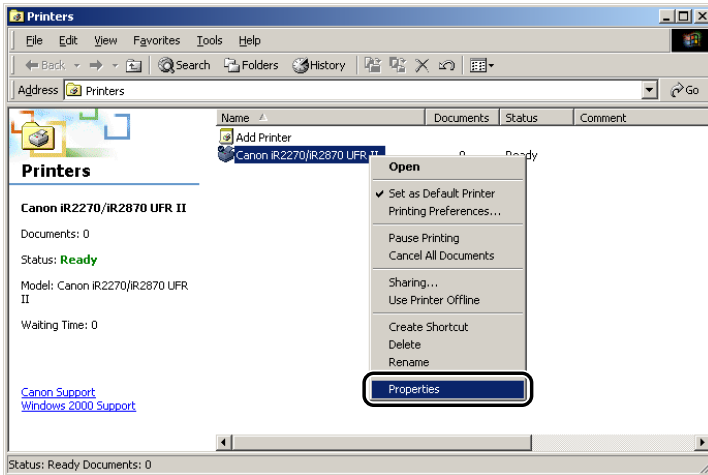 Printers
File Edit View Favorites Tools Help
Back Search Folders History
Address Printers Go
Name Documents Status Comment
Add Printer
Canon iR2270/iR2870 UFR II 0 Ready
Printers
Canon iR2270/iR2870 UFR II
Documents: 0
Status: Ready
Model: Canon iR2270/iR2870 UFR
II
Waiting Time: 0
Canon Support
Windows 2000 Support
Open
Set as Default Printer
Printing Preferences...
Pause Printing
Cancel All Documents
Sharing...
Use Printer Offline
Create Shortcut
Delete
Rename
Properties
Status: Ready Documents: 0